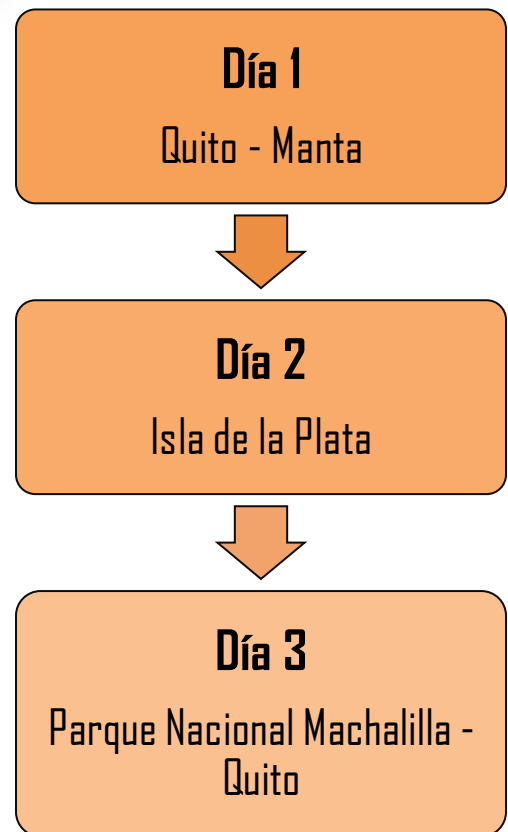 Día 1
Quito - Manta
Día 2
Isla de la Plata
Día 3
Parque Nacional Machalilla -
Quito